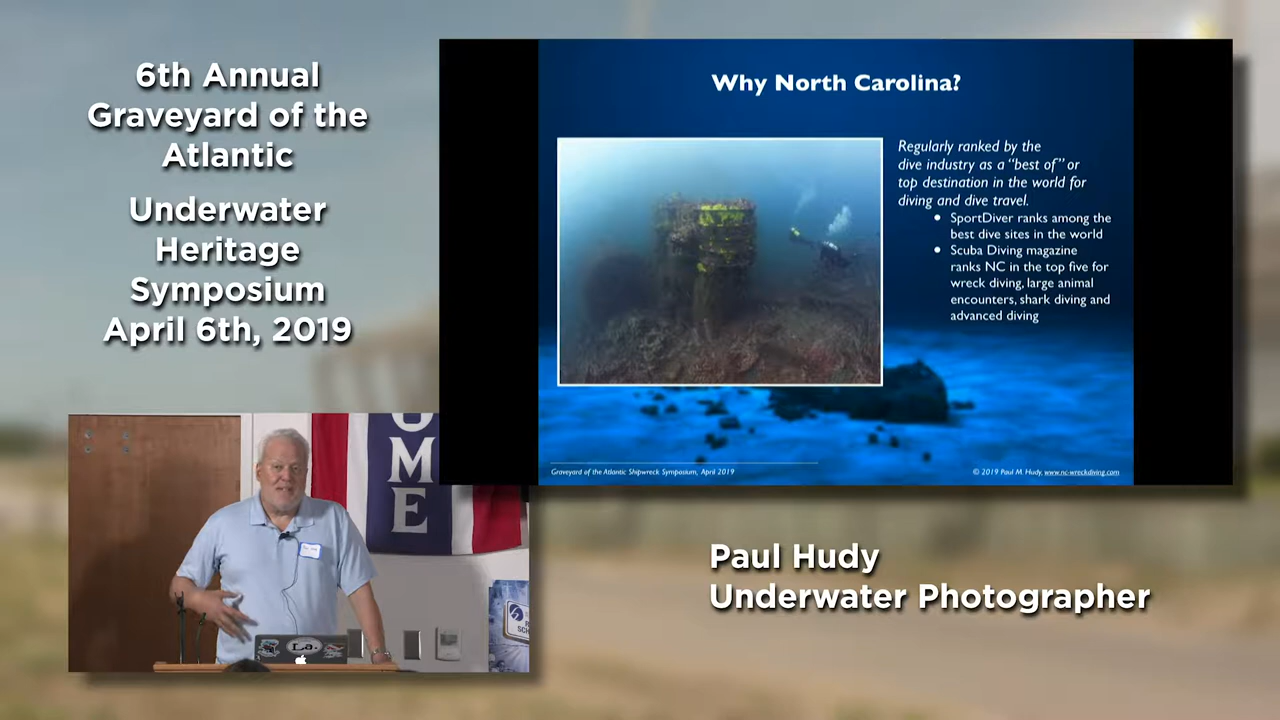 6th Annual
Graveyard of the
Atlantic
Underwater
Heritage
Symposium
April 6th, 2019
Why North Carolina?
Regularly ranked by the
dive industry as a “best of” or
top destination in the world for
diving and dive travel.
• SportDiver ranks among the
best dive sites in the world
• Scuba Diving magazine
ranks NC in the top five for
wreck diving, large animal
encounters, shark diving and
advanced diving
Graveyard of the Atlantic Shipwreck Symposium, April 2019
© 2019 Paul M. Hudy, www.nc-wreckdiving.com
OME
La.
Paul Hudy
Underwater Photographer